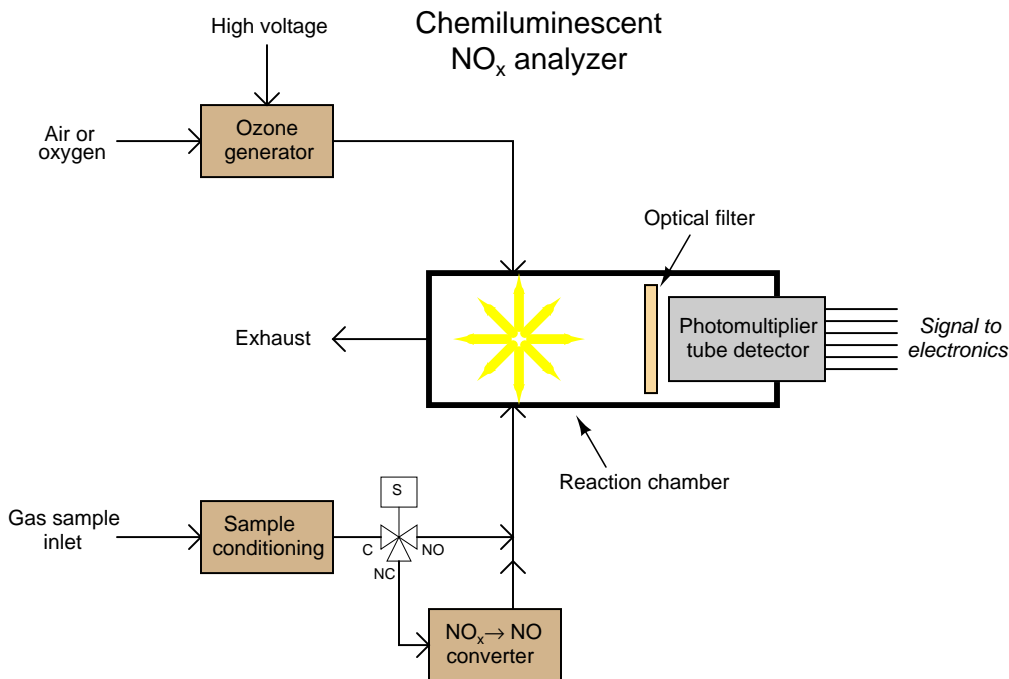 Chemiluminescent
NOₓ analyzer
High voltage
Air or
oxygen
Ozone
generator
Optical filter
Exhaust
Photomultiplier
tube detector
Signal to
electronics
Reaction chamber
S
Gas sample
inlet
Sample
conditioning
C
NO
NC
NOₓ→ NO
converter